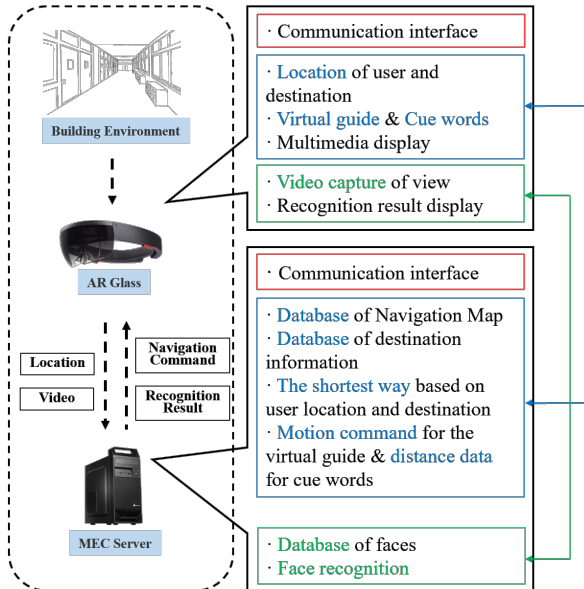 Building Environment
AR Glass
Location
Video
Navigation
Command
Recognition
Result
MEC Server
· Communication interface
· Location of user and
destination
· Virtual guide & Cue words
· Multimedia display
· Video capture of view
· Recognition result display
· Communication interface
· Database of Navigation Map
· Database of destination
information
· The shortest way based on
user location and destination
· Motion command for the
virtual guide & distance data
for cue words
· Database of faces
· Face recognition